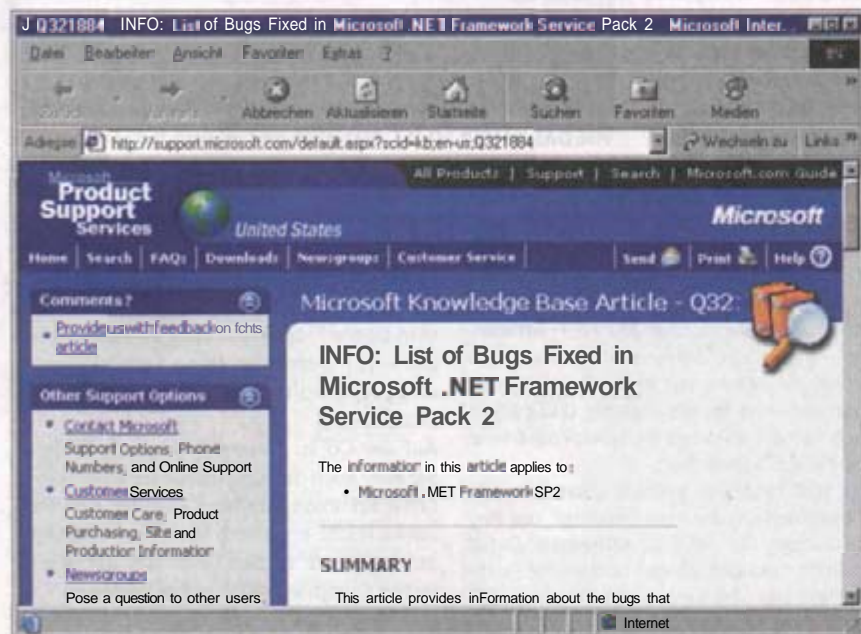 J Q321884 INFO: List of Bugs Fixed in Microsoft .NET Framework Service Pack 2 Microsoft Inter...
Datei Bearbeiten Ansicht Favoriten Extras ?
Zurück Vorwärts Abbrechen Aktualisieren Startseite Suchen Favoriten Medien
Adresse http://support.microsoft.com/default.aspx?scid=kb;en-us;Q321884 Wechseln zu Links
All Products | Support | Search | Microsoft.com Guide
Microsoft
Product
Support
Services
United States
Microsoft
Home | Search | FAQs | Downloads | Newsgroups | Customer Service | Send | Print | Help
Comments?
Provide us with feedback on fchts
article
Other Support Options
Contact Microsoft
Support Options, Phone
Numbers, and Online Support
Customer Services
Customer Care, Product
Purchasing, Site and
Production Information
Newsgroups
Pose a question to other users
Microsoft Knowledge Base Article - Q32
INFO: List of Bugs Fixed in
Microsoft .NET Framework
Service Pack 2
The information in this article applies to:
• Microsoft .MET Framework SP2
SUMMARY
This article provides inFormation about the bugs that
Internet